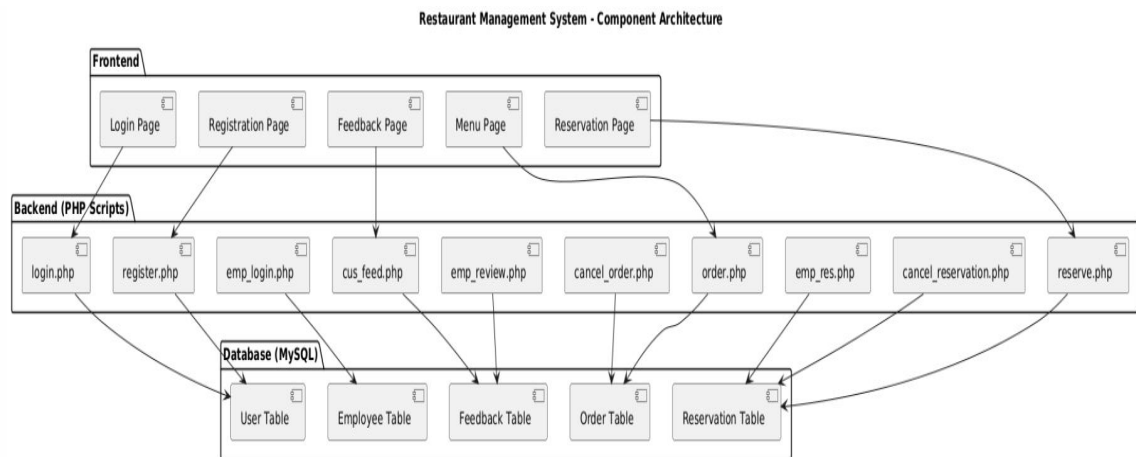 Restaurant Management System - Component Architecture
Frontend
Login Page
Registration Page
Feedback Page
Menu Page
Reservation Page
Backend (PHP Scripts)
login.php
register.php
emp_login.php
cus_feed.php
emp_review.php
cancel_order.php
order.php
emp_res.php
cancel_reservation.php
reserve.php
Database (MySQL)
User Table
Employee Table
Feedback Table
Order Table
Reservation Table